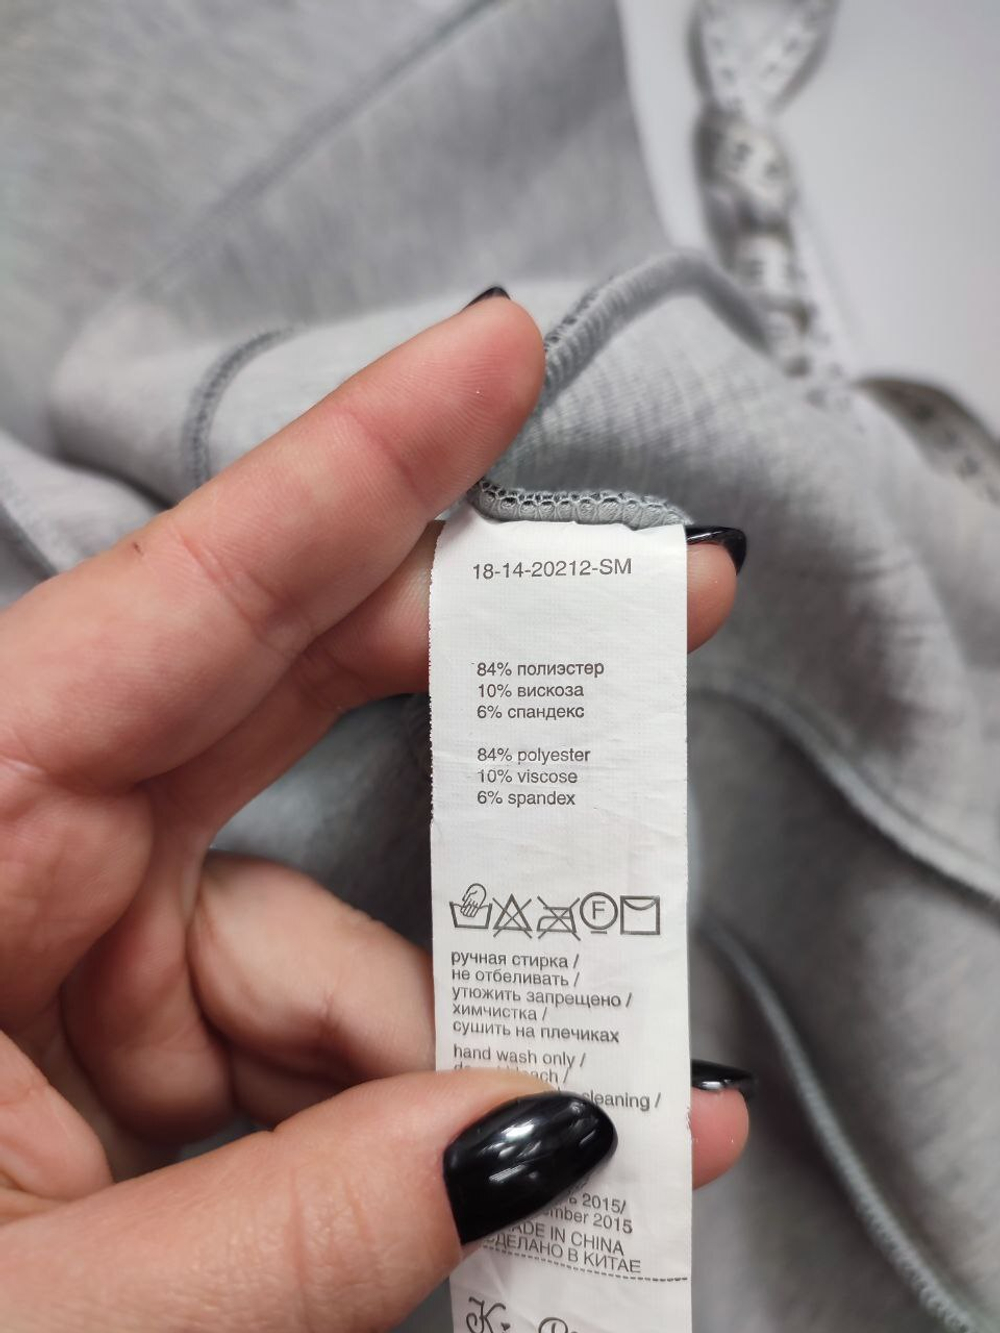 18-14-20212-SM
84% полиэстер
10% вискоза
6% спандекс
84% polyester
10% viscose
6% spandex
F
ручная стирка /
не отбеливать /
утюжить запрещено /
химчистка /
сушить на плечиках
hand wash only /
cleaning /
2015/
2015
MADE IN CHINA
СДЕЛАНО В КИТАЕ